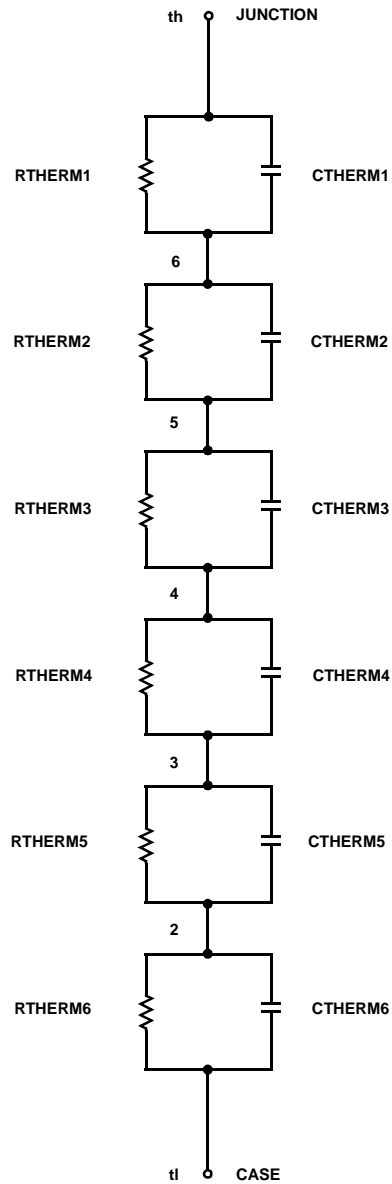 th JUNCTION
RTHERM1 CTHERM1
6
RTHERM2 CTHERM2
5
RTHERM3 CTHERM3
4
RTHERM4 CTHERM4
3
RTHERM5 CTHERM5
2
RTHERM6 CTHERM6
tl CASE